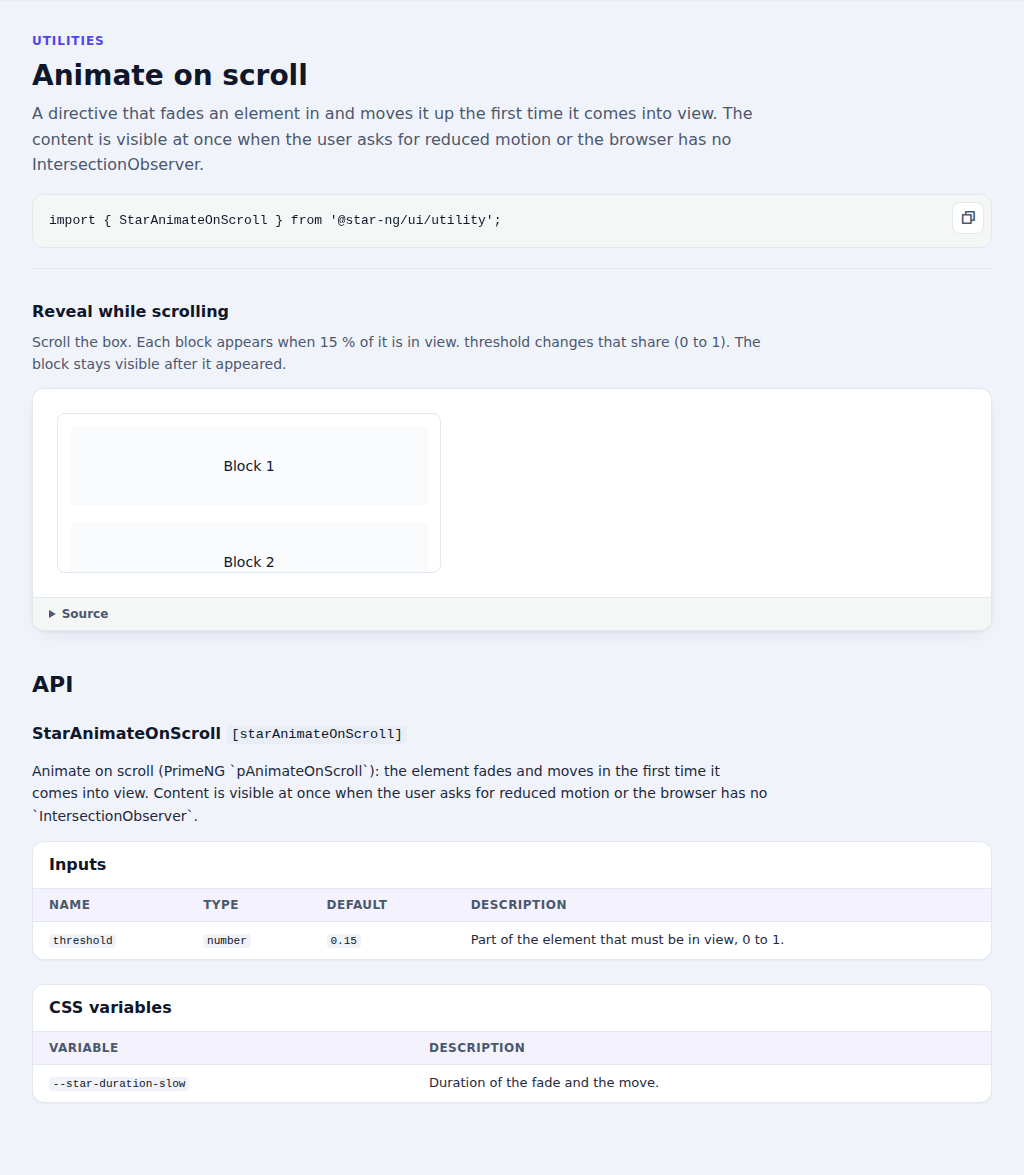 UTILITIES
Animate on scroll
A directive that fades an element in and moves it up the first time it comes into view. The
content is visible at once when the user asks for reduced motion or the browser has no
IntersectionObserver.
import { StarAnimateOnScroll } from '@star-ng/ui/utility';
Reveal while scrolling
Scroll the box. Each block appears when 15 % of it is in view. threshold changes that share (0 to 1). The
block stays visible after it appeared.
Block 1
Block 2
Source
API
StarAnimateOnScroll [starAnimateOnScroll]
Animate on scroll (PrimeNG `pAnimateOnScroll`): the element fades and moves in the first time it
comes into view. Content is visible at once when the user asks for reduced motion or the browser has no
`IntersectionObserver`.
Inputs
NAME TYPE DEFAULT DESCRIPTION
threshold number 0.15 Part of the element that must be in view, 0 to 1.
CSS variables
VARIABLE DESCRIPTION
--star-duration-slow Duration of the fade and the move.